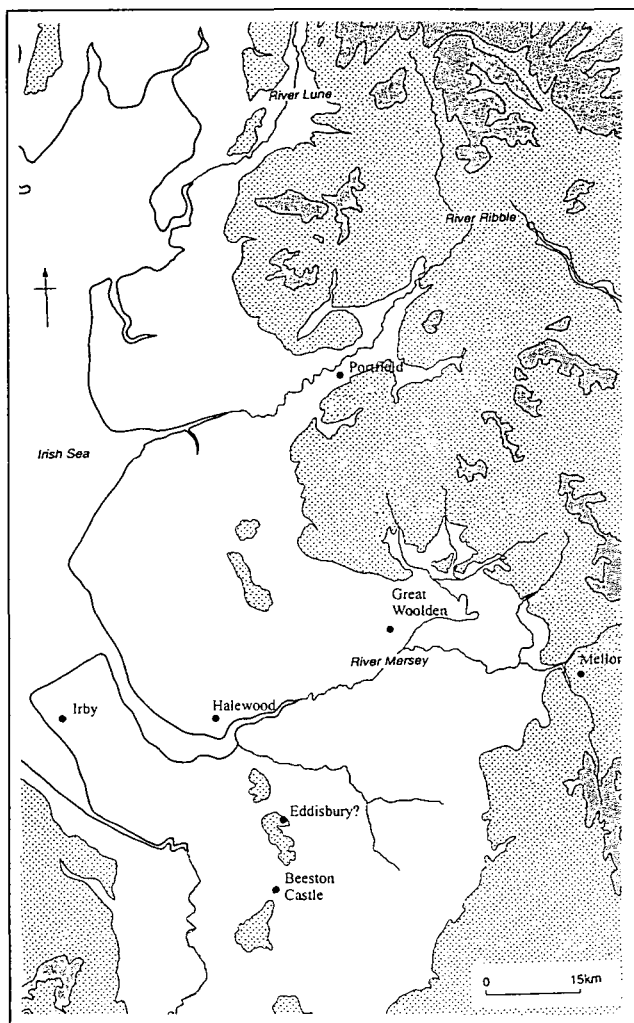 River Lune
River Ribble
Portfield
Irish Sea
Great
Woolden
River Mersey
Mellor
Irby
Halewood
Eddisbury?
Beeston
Castle
0 15km